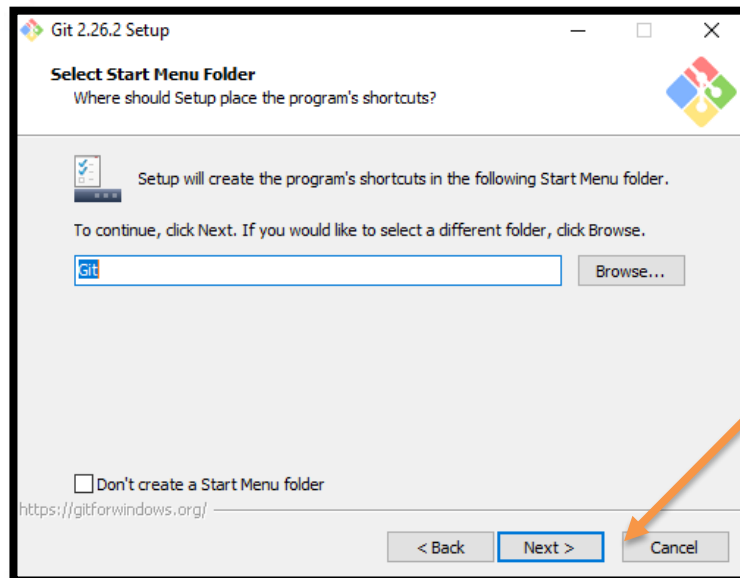 Git 2.26.2 Setup
Select Start Menu Folder
Where should Setup place the program's shortcuts?
Setup will create the program's shortcuts in the following Start Menu folder.
To continue, click Next. If you would like to select a different folder, click Browse.
Git
Browse...
Don't create a Start Menu folder
https://gitforwindows.org/
< Back
Next >
Cancel